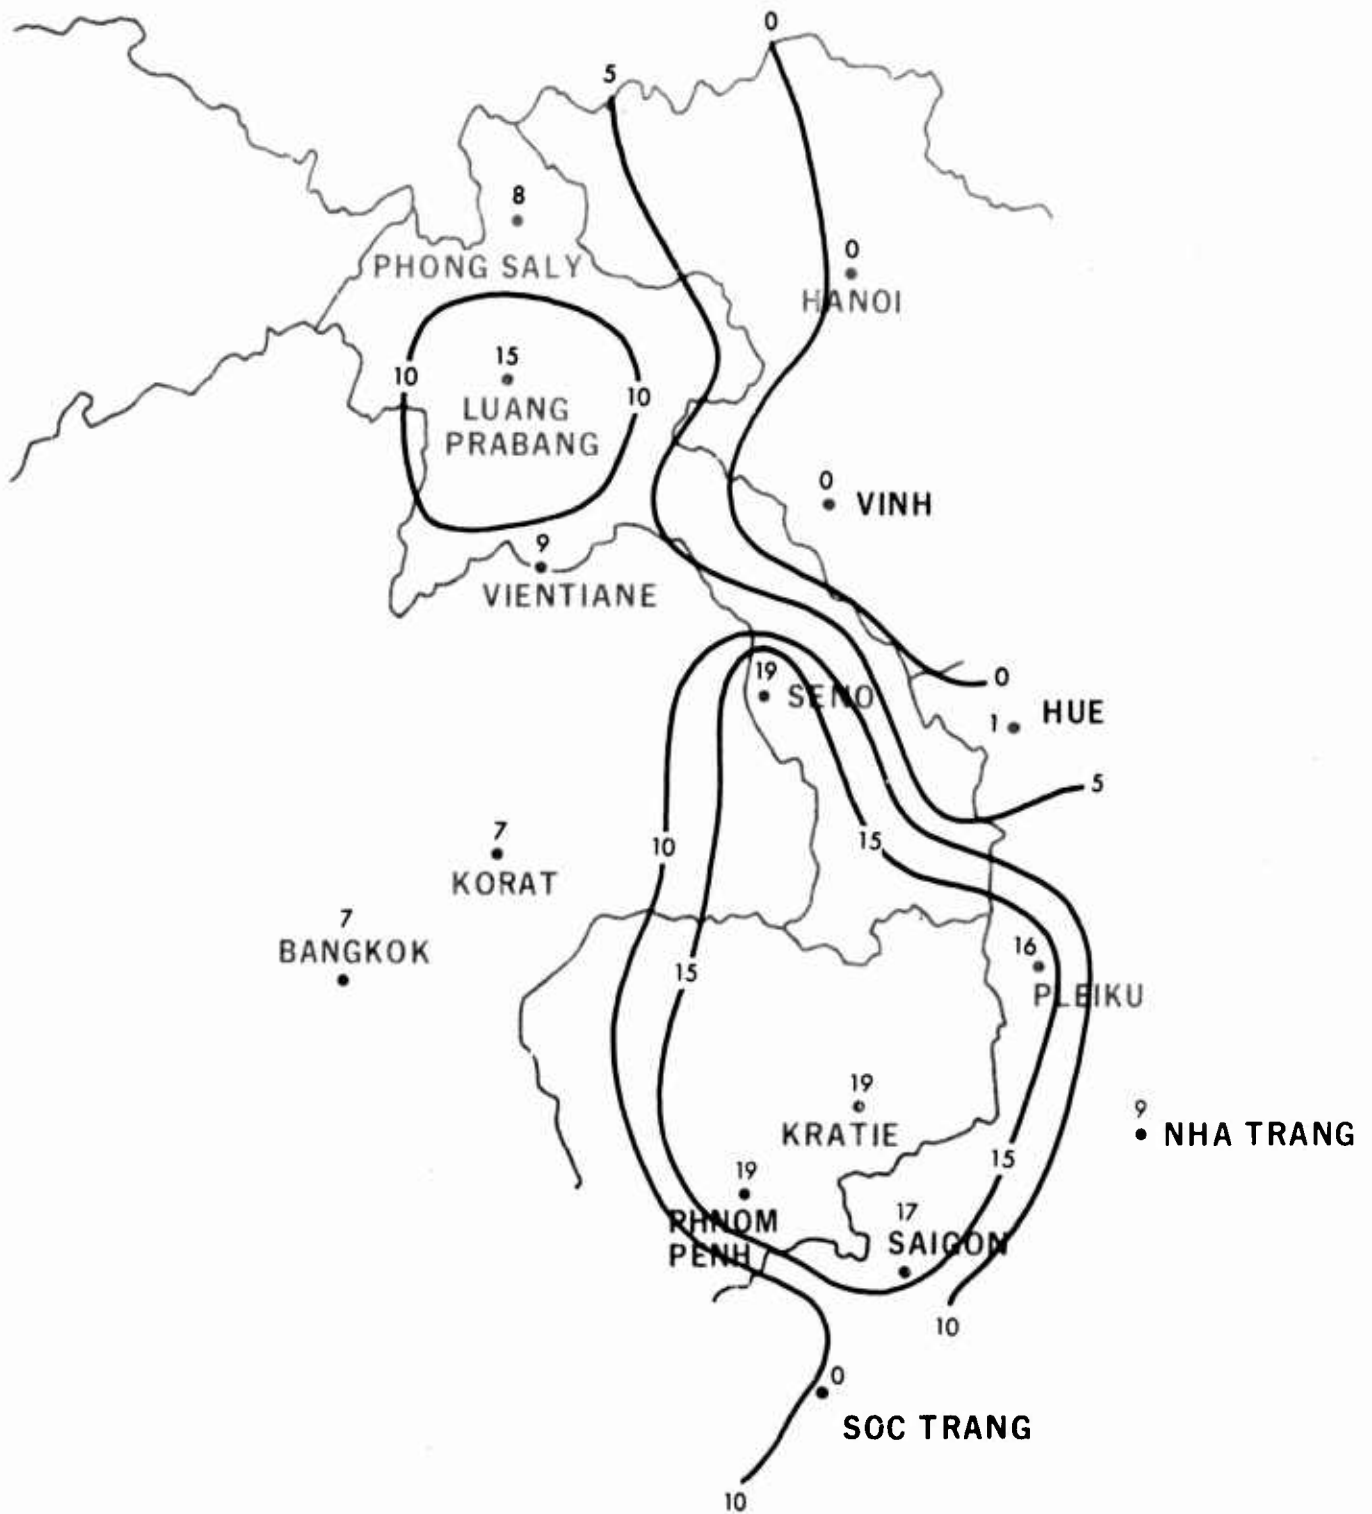 0
5
8
PHONG SALY
0
HANOI
15
10
10
LUANG
PRABANG
0
VINH
9
VIENTIANE
19
SENO
0
1
HUE
5
7
KORAT
10
15
7
BANGKOK
16
PLEIKU
15
19
KRATIE
9
NHA TRANG
15
19
PHNOM
PENH
17
SAIGON
10
0
SOC TRANG
10